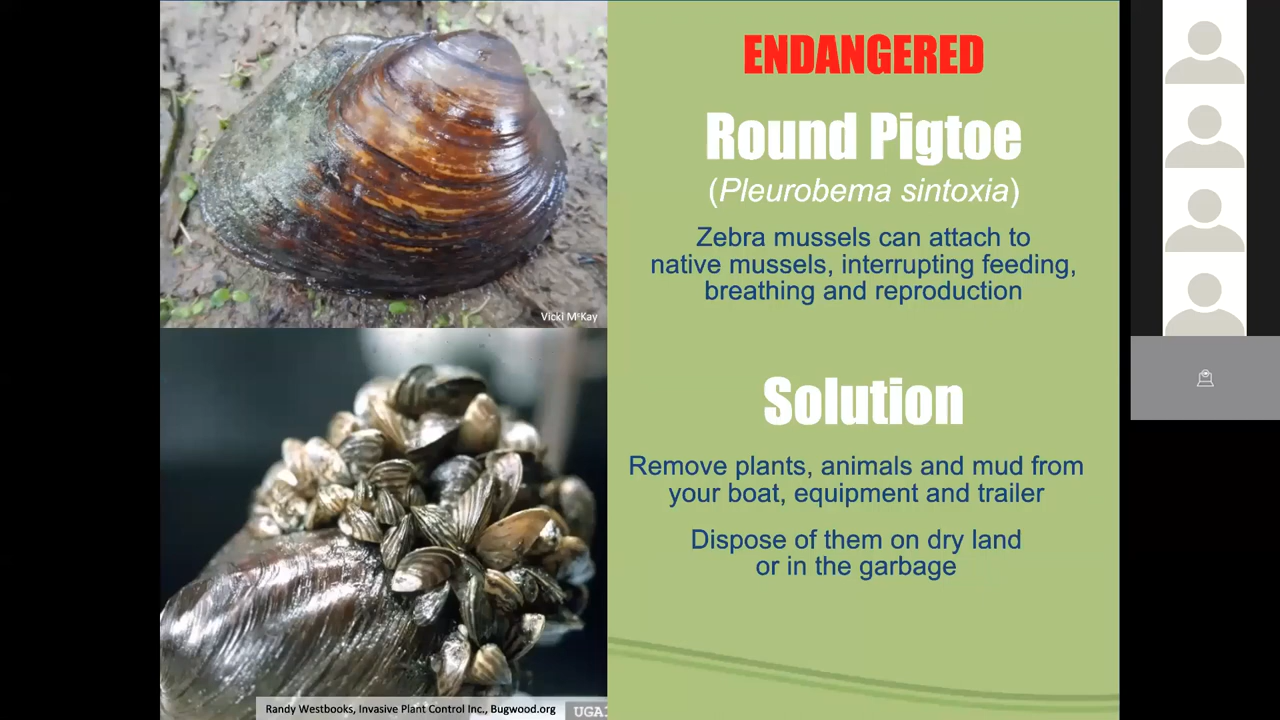 ENDANGERED
Round Pigtoe
(Pleurobema sintoxia)
Zebra mussels can attach to
native mussels, interrupting feeding,
breathing and reproduction
Vicki McKay
Solution
Remove plants, animals and mud from
your boat, equipment and trailer
Dispose of them on dry land
or in the garbage
Randy Westbrooks, Invasive Plant Control Inc., Bugwood.org